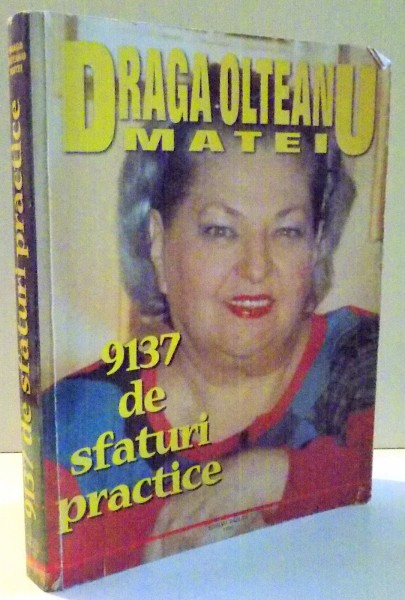 DRAGA OLTEANU
MATEI
9137
de
sfaturi
practice
9137 de sfaturi practice